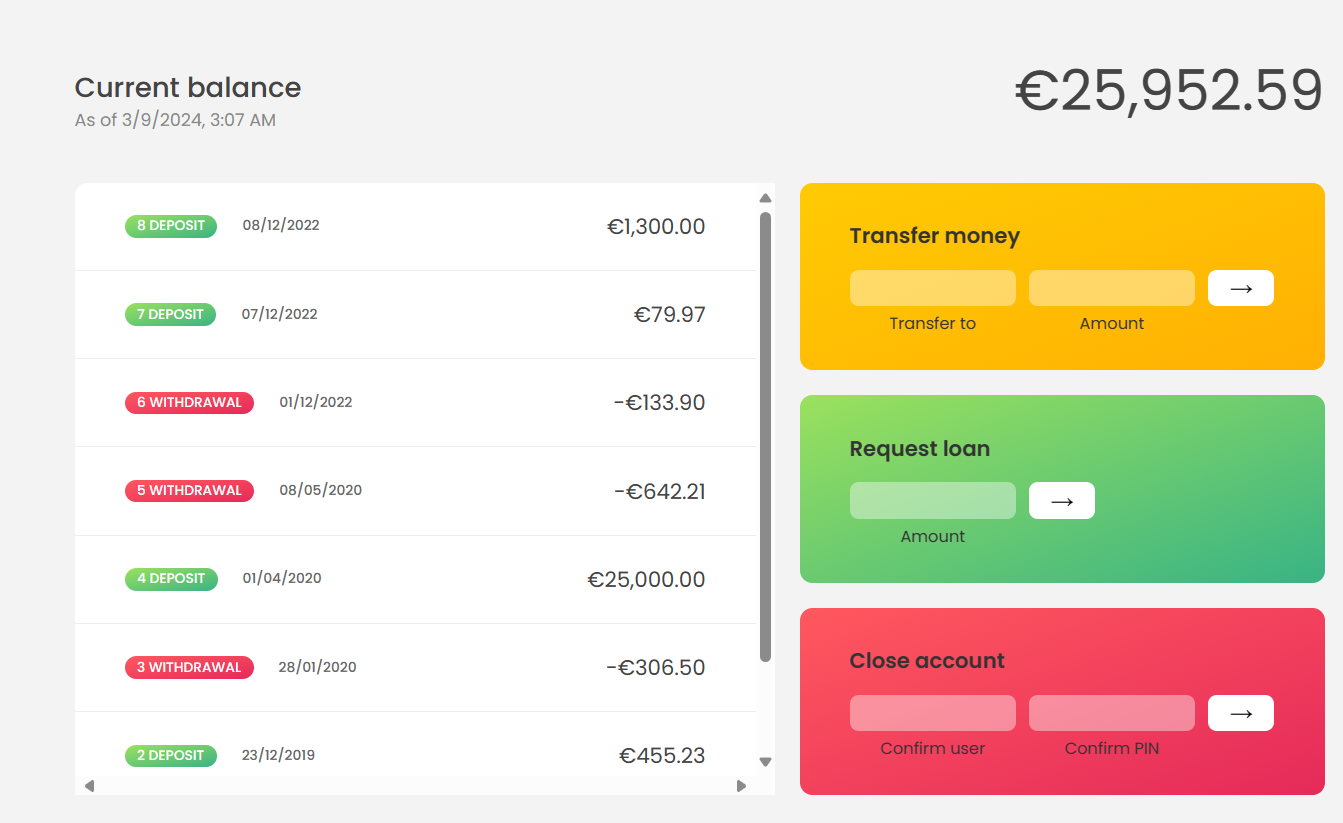 Current balance
€25,952.59
As of 3/9/2024, 3:07 AM
8 DEPOSIT 08/12/2022 €1,300.00
7 DEPOSIT 07/12/2022 €79.97
6 WITHDRAWAL 01/12/2022 -€133.90
5 WITHDRAWAL 08/05/2020 -€642.21
4 DEPOSIT 01/04/2020 €25,000.00
3 WITHDRAWAL 28/01/2020 -€306.50
2 DEPOSIT 23/12/2019 €455.23
Transfer money
→
Transfer to Amount
Request loan
→
Amount
Close account
→
Confirm user Confirm PIN